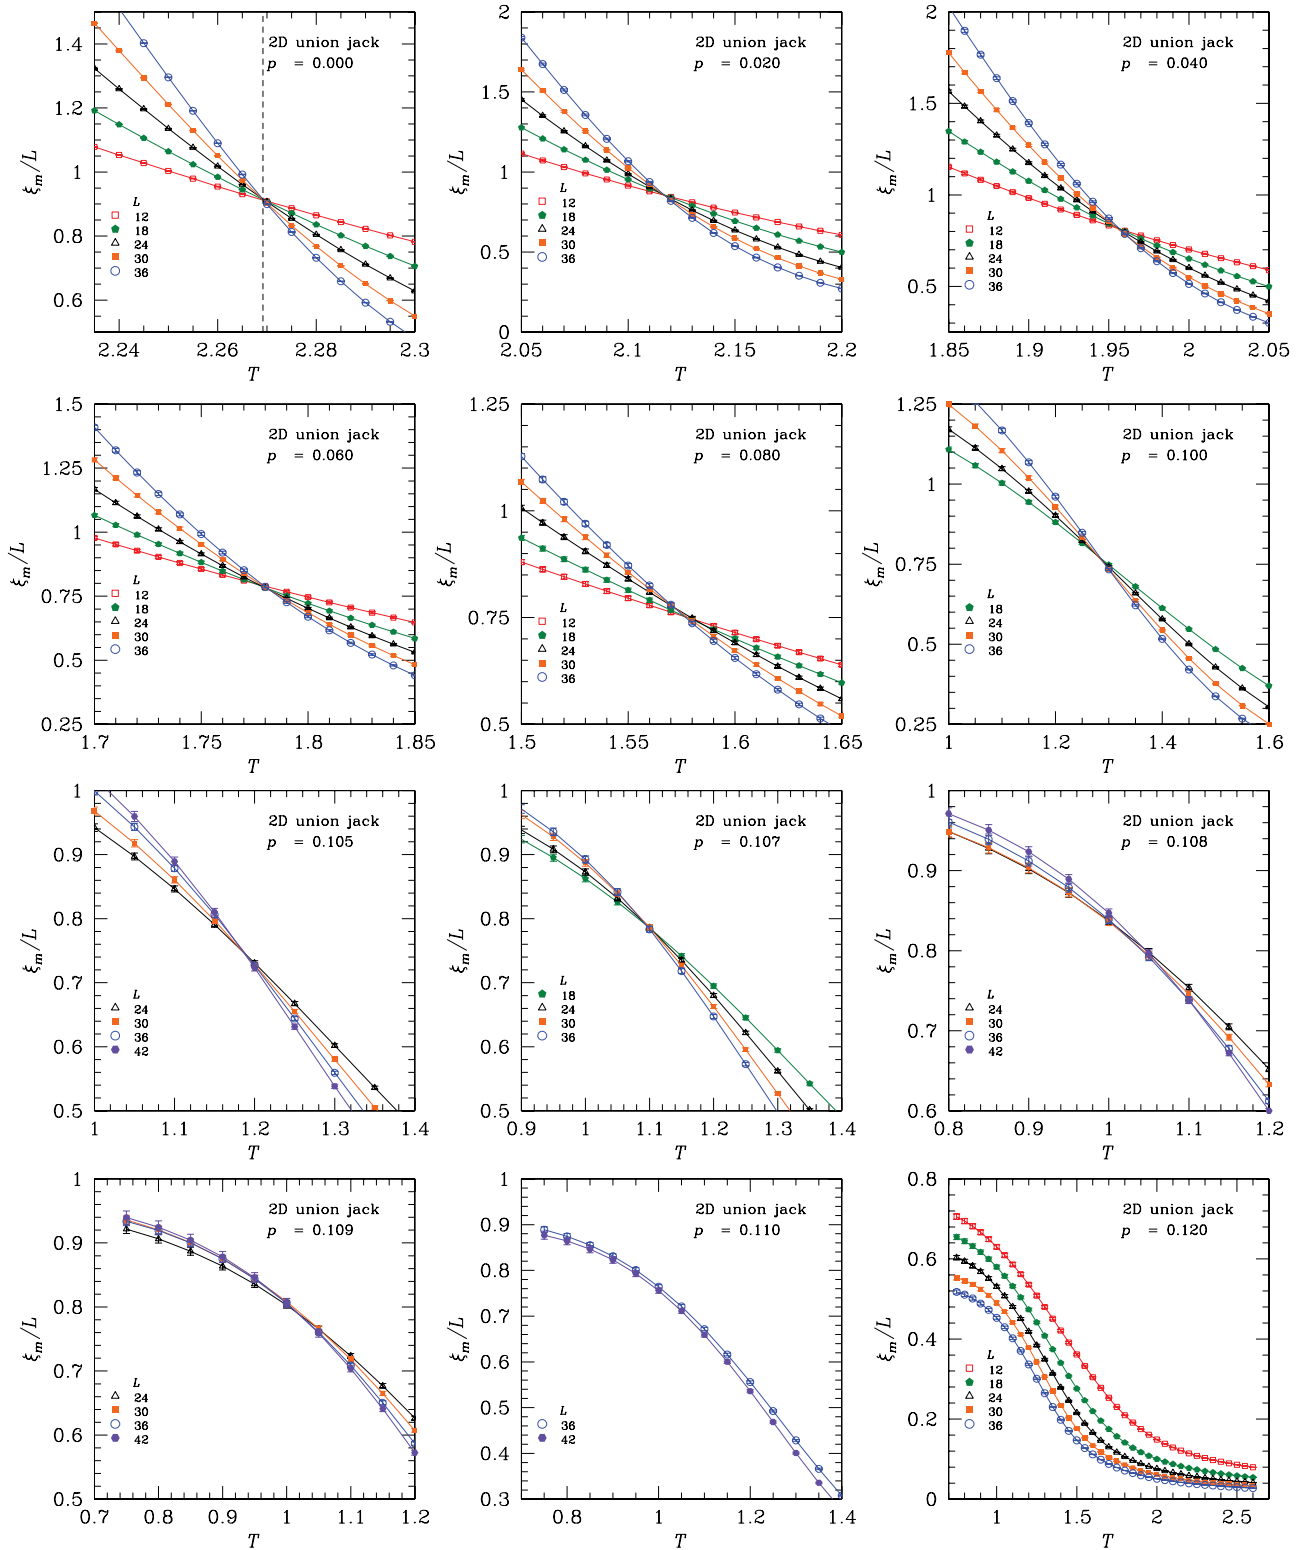 2D union jack
p = 0.000
ξm/L
1.4
1.2
1
0.8
0.6
L
12
18
24
30
36
2.24
2.26
2.28
2.3
T
2D union jack
p = 0.020
ξm/L
2
1.5
1
0.5
0
L
12
18
24
30
36
2.05
2.1
2.15
2.2
T
2D union jack
p = 0.040
ξm/L
2
1.5
1
0.5
L
12
18
24
30
36
1.85
1.9
1.95
2
2.05
T
2D union jack
p = 0.060
ξm/L
1.5
1.25
1
0.75
0.5
0.25
L
12
18
24
30
36
1.7
1.75
1.8
1.85
T
2D union jack
p = 0.080
ξm/L
1.25
1
0.75
0.5
L
12
18
24
30
36
1.5
1.55
1.6
1.65
T
2D union jack
p = 0.100
ξm/L
1.25
1
0.75
0.5
0.25
L
18
24
30
36
1
1.2
1.4
1.6
T
2D union jack
p = 0.105
ξm/L
1
0.9
0.8
0.7
0.6
0.5
L
24
30
36
42
1
1.1
1.2
1.3
1.4
T
2D union jack
p = 0.107
ξm/L
1
0.9
0.8
0.7
0.6
0.5
L
18
24
30
36
0.9
1
1.1
1.2
1.3
1.4
T
2D union jack
p = 0.108
ξm/L
1
0.9
0.8
0.7
0.6
L
24
30
36
42
0.8
0.9
1
1.1
1.2
T
2D union jack
p = 0.109
ξm/L
1
0.9
0.8
0.7
0.6
0.5
L
24
30
36
42
0.7
0.8
0.9
1
1.1
1.2
T
2D union jack
p = 0.110
ξm/L
1
0.9
0.8
0.7
0.6
0.5
0.4
0.3
L
36
42
0.8
1
1.2
1.4
T
2D union jack
p = 0.120
ξm/L
0.8
0.6
0.4
0.2
0
L
12
18
24
30
36
1
1.5
2
2.5
T